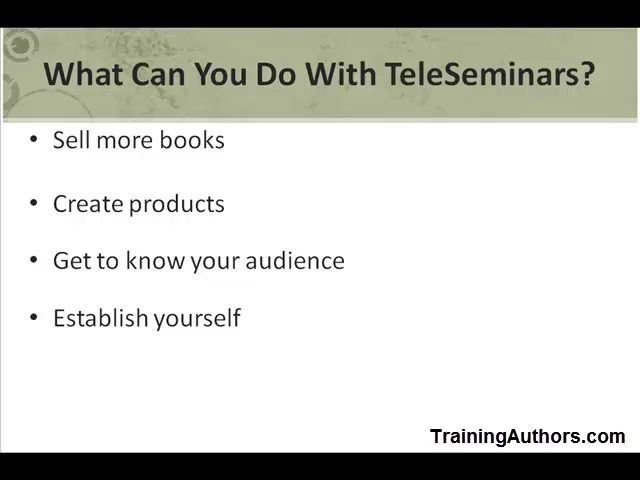 What Can You Do With TeleSeminars?
• Sell more books
• Create products
• Get to know your audience
• Establish yourself
TrainingAuthors.com